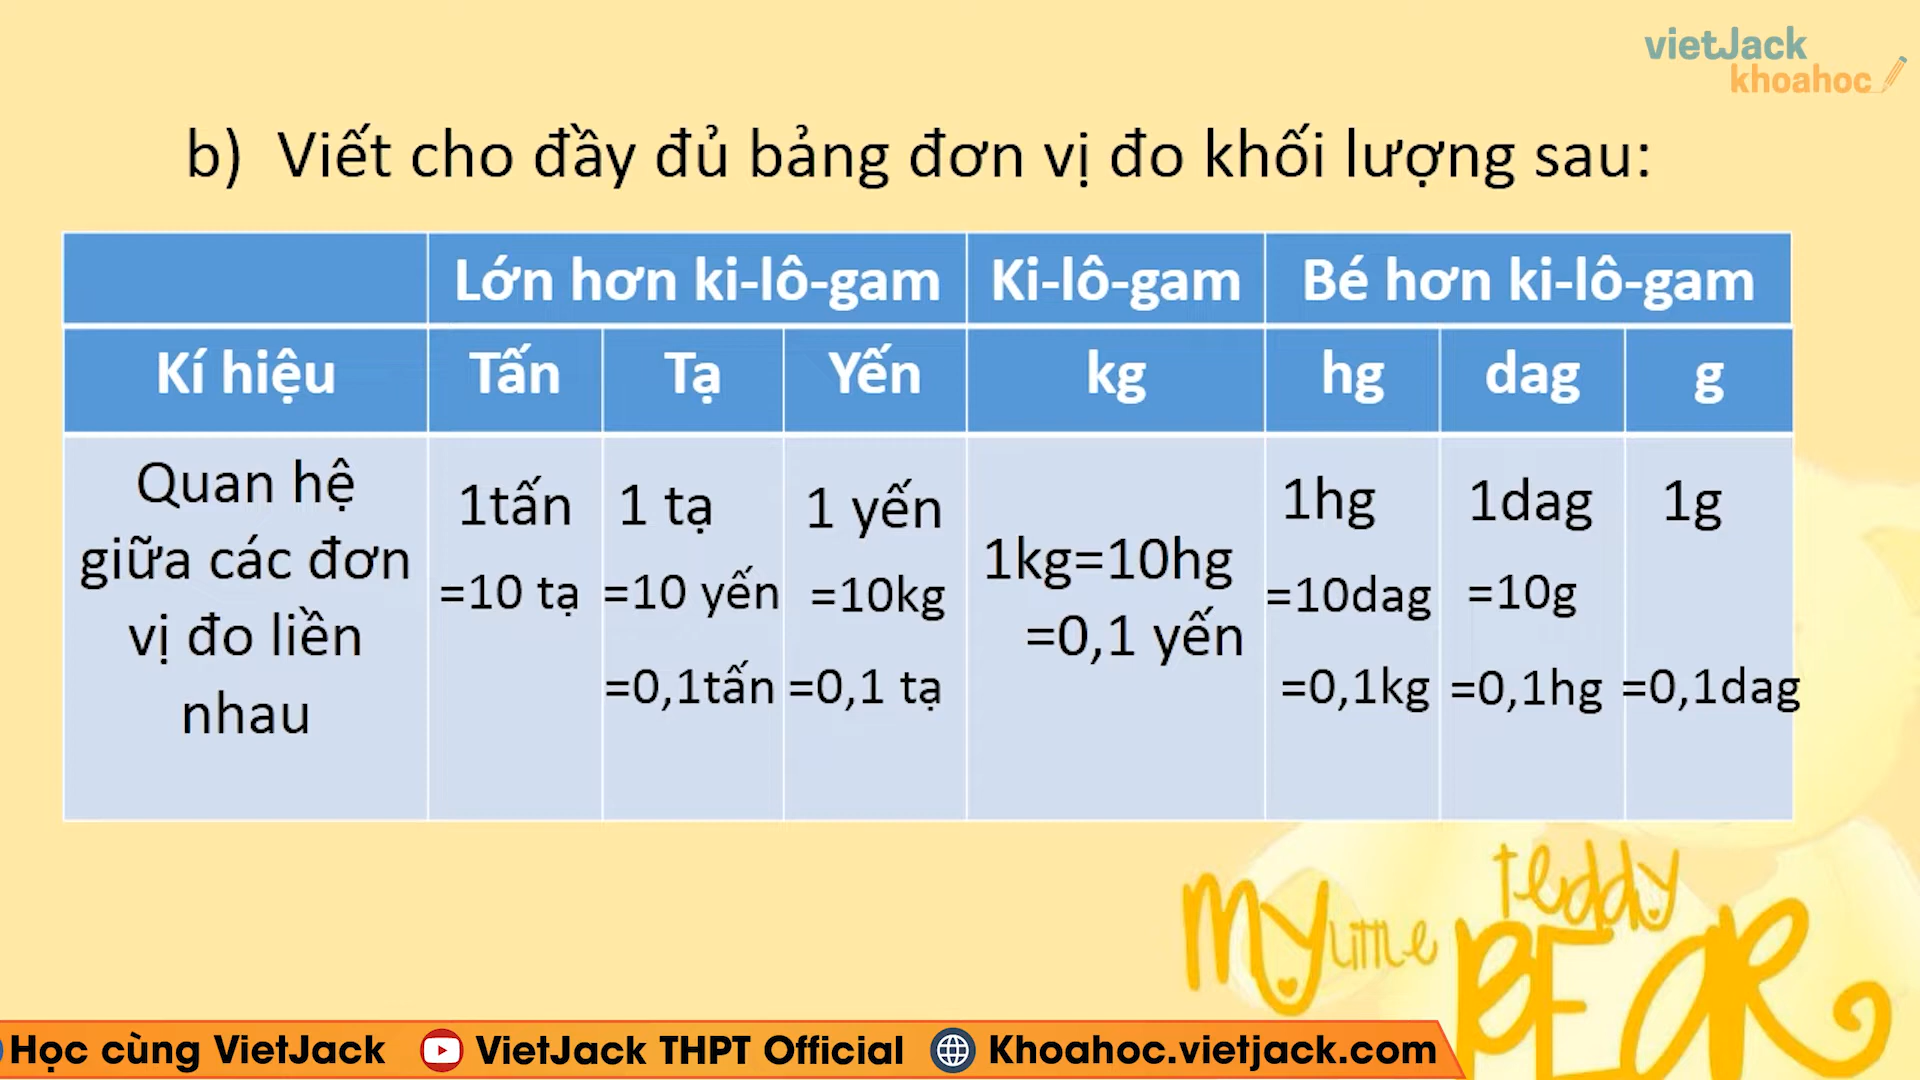 vietJack
khoahoc
b) Viết cho đầy đủ bảng đơn vị đo khối lượng sau:
Lớn hơn ki-lô-gam Ki-lô-gam Bé hơn ki-lô-gam
Kí hiệu Tấn Tạ Yến kg hg dag g
Quan hệ
giữa các đơn
vị đo liền
nhau
1tấn
=10 tạ
1 tạ
=10 yến
=0,1tấn
1 yến
=10kg
=0,1 tạ
1kg=10hg
=0,1 yến
1hg
=10dag
=0,1kg
1dag
=10g
=0,1hg
1g
=0,1dag
My little teddy
BEAR
Học cùng VietJack VietJack THPT Official Khoahoc.vietjack.com